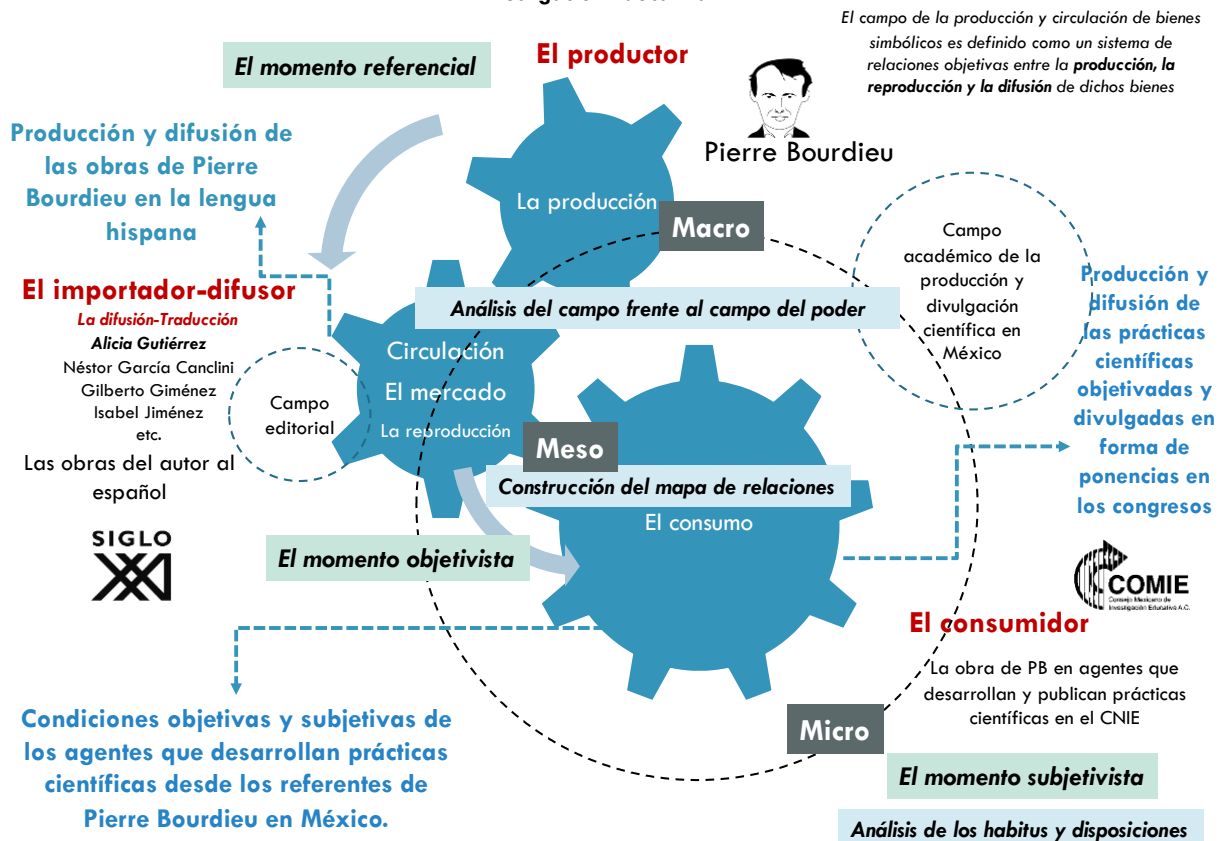 El campo de la producción y circulación de bienes
simbólicos es definido como un sistema de
relaciones objetivas entre la producción, la
reproducción y la difusión de dichos bienes
El momento referencial
El productor
Pierre Bourdieu
Producción y difusión de
las obras de Pierre
Bourdieu en la lengua
hispana
La producción
Macro
Campo
académico de la
producción y
divulgación
científica en
México
Producción y
difusión de
las prácticas
científicas
objetivadas y
divulgadas en
forma de
ponencias en
los congresos
El importador-difusor
La difusión-Traducción
Alicia Gutiérrez
Néstor García Canclini
Gilberto Giménez
Isabel Jiménez
etc.
Las obras del autor al
español
Campo
editorial
Análisis del campo frente al campo del poder
Circulación
El mercado
La reproducción
Meso
Construcción del mapa de relaciones
El consumo
SIGLO
XXI
El momento objetivista
COMIE
Consejo Mexicano de
Investigación Educativa A.C.
El consumidor
La obra de PB en agentes que
desarrollan y publican prácticas
científicas en el CNIE
Condiciones objetivas y subjetivas de
los agentes que desarrollan prácticas
científicas desde los referentes de
Pierre Bourdieu en México.
Micro
El momento subjetivista
Análisis de los habitus y disposiciones